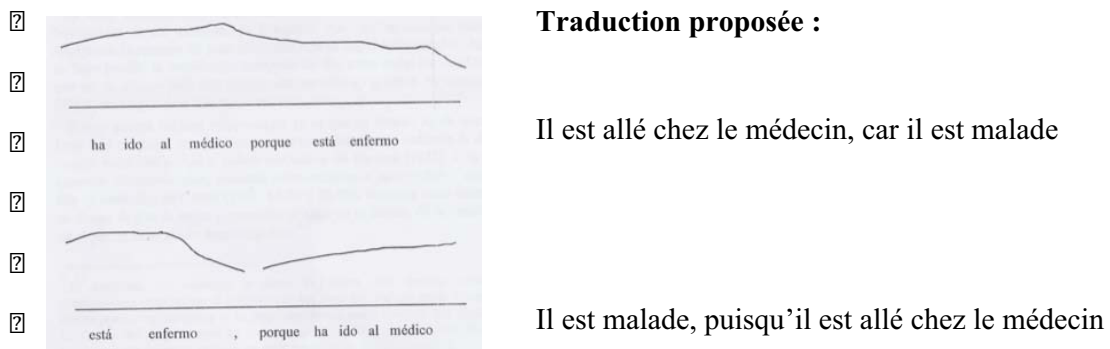 Traduction proposée :
Il est allé chez le médecin, car il est malade
ha ido al médico porque está enfermo
Il est malade, puisqu’il est allé chez le médecin
está enfermo , porque ha ido al médico